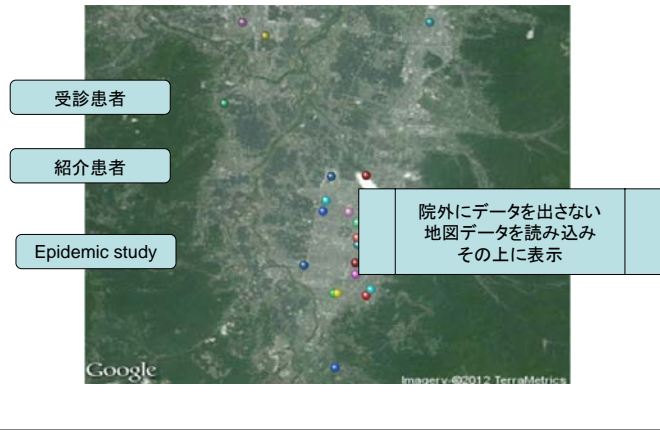 受診患者
紹介患者
Epidemic study
院外にデータを出さない
地図データを読み込み
その上に表示
Google
Imagery ©2012 TerraMetrics